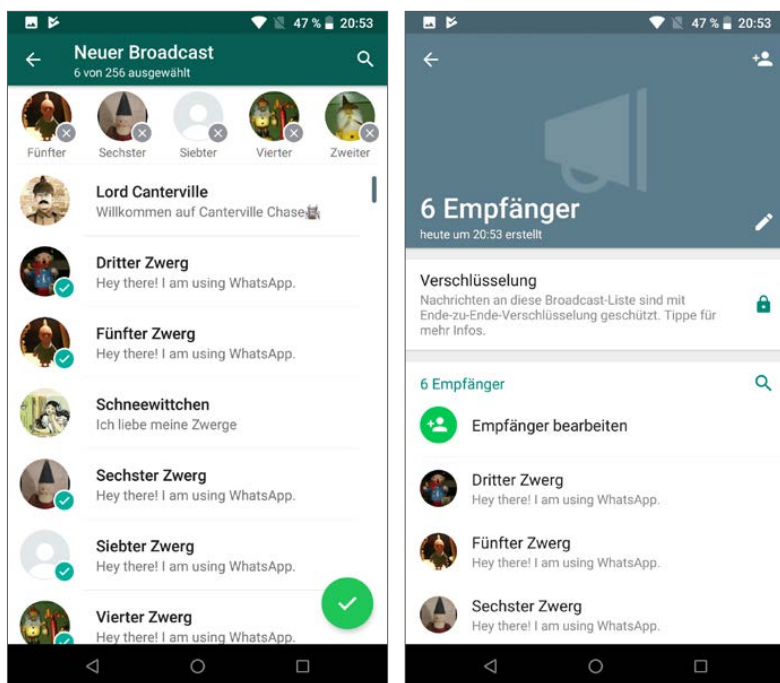 47 % 20:53
Neuer Broadcast
6 von 256 ausgewählt
Fünfter Sechster Siebter Vierter Zweiter
Lord Canterville
Willkommen auf Canterville Chase
Dritter Zwerg
Hey there! I am using WhatsApp.
Fünfter Zwerg
Hey there! I am using WhatsApp.
Schneewittchen
Ich liebe meine Zwerge
Sechster Zwerg
Hey there! I am using WhatsApp.
Siebter Zwerg
Hey there! I am using WhatsApp.
Vierter Zwerg
Hey there! I am using WhatsApp.
47 % 20:53
6 Empfänger
heute um 20:53 erstellt
Verschlüsselung
Nachrichten an diese Broadcast-Liste sind mit
Ende-zu-Ende-Verschlüsselung geschützt. Tippe für
mehr Infos.
6 Empfänger
Empfänger bearbeiten
Dritter Zwerg
Hey there! I am using WhatsApp.
Fünfter Zwerg
Hey there! I am using WhatsApp.
Sechster Zwerg
Hey there! I am using WhatsApp.